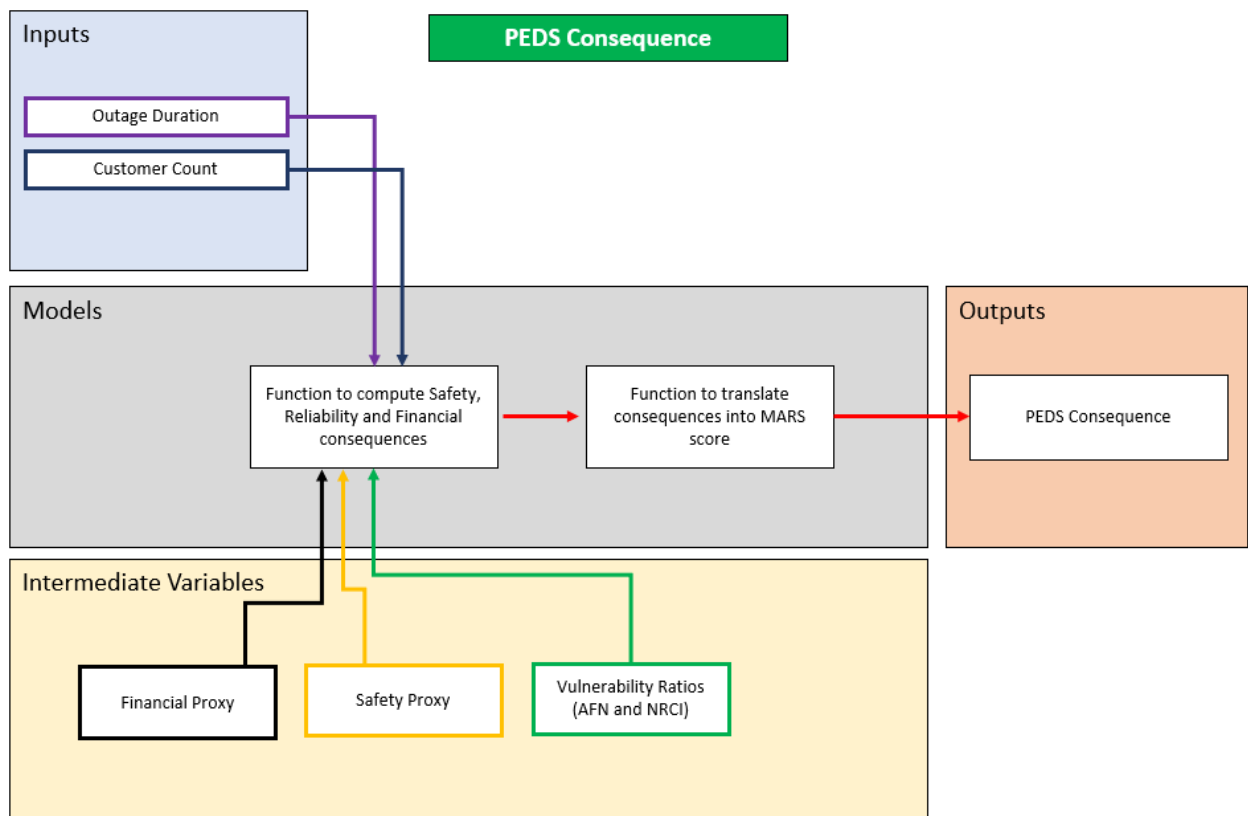 Inputs
PEDS Consequence
Outage Duration
Customer Count
Models
Outputs
Function to compute Safety,
Reliability and Financial
consequences
Function to translate
consequences into MARS
score
PEDS Consequence
Intermediate Variables
Financial Proxy
Safety Proxy
Vulnerability Ratios
(AFN and NRCI)